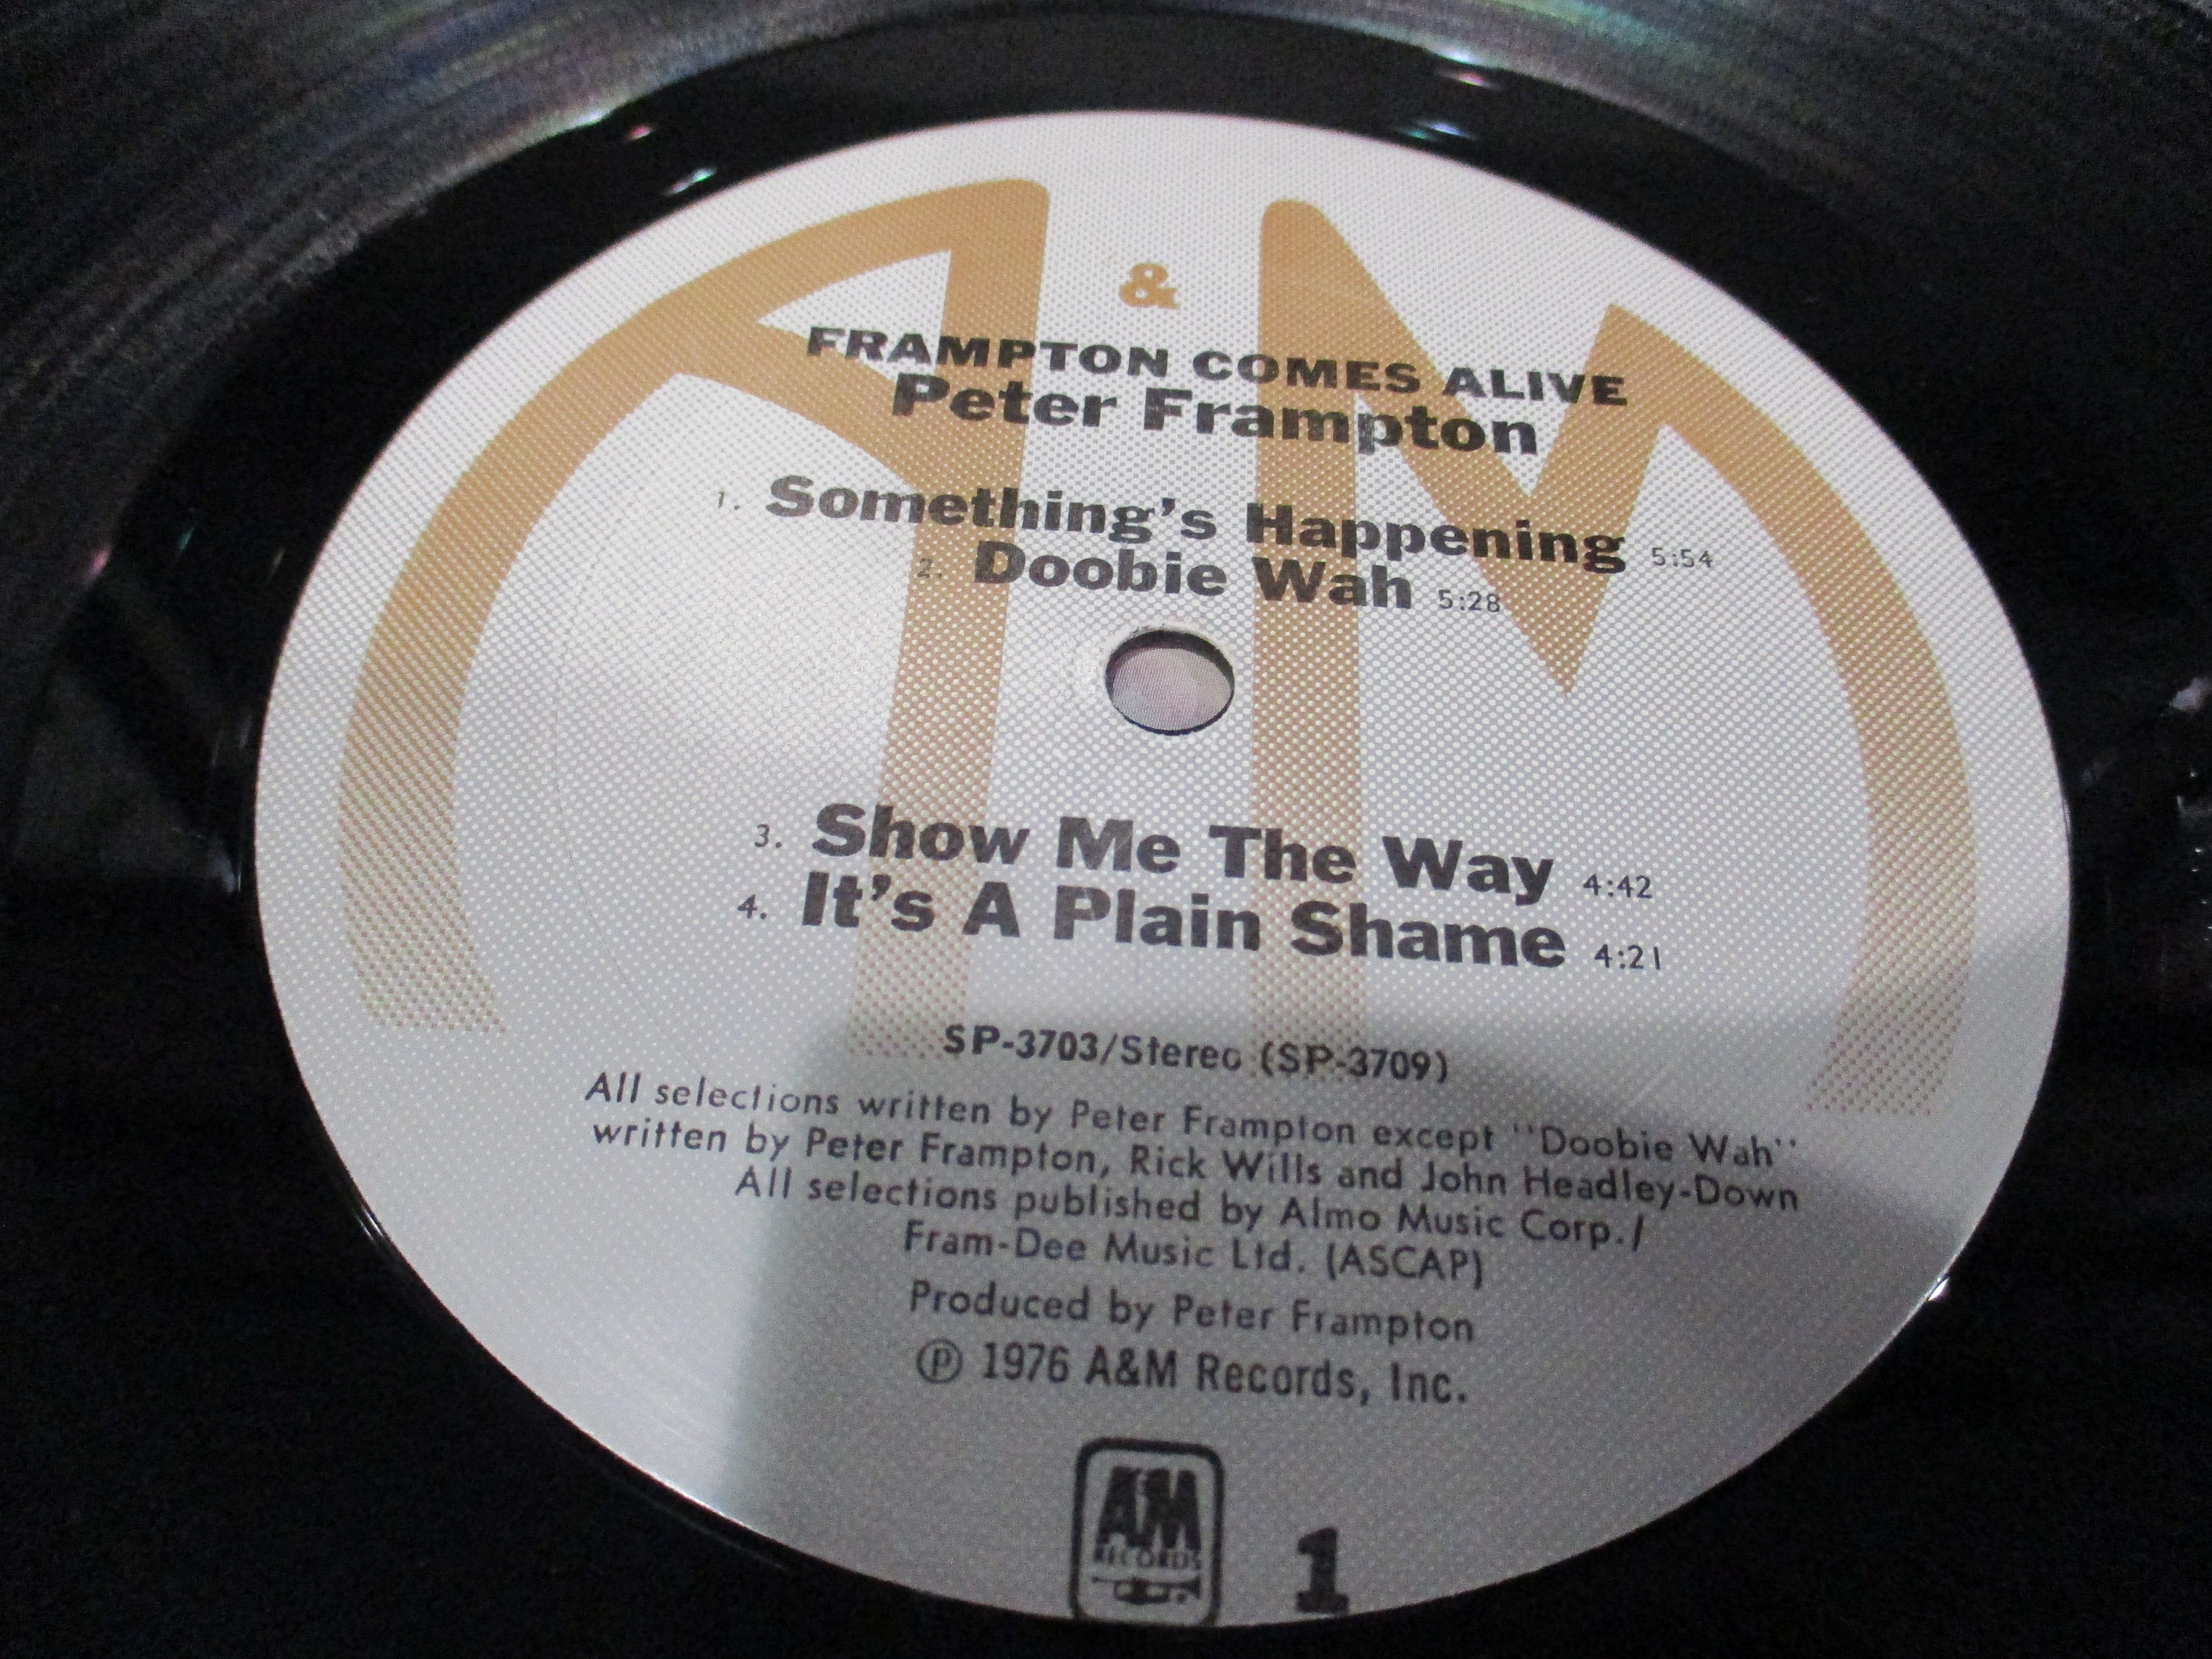 A & M
FRAMPTON COMES ALIVE
Peter Frampton
1. Something's Happening 5:54
2. Doobie Wah 5:28
3. Show Me The Way 4:42
4. It's A Plain Shame 4:21
SP-3703/Stereo (SP-3709)
All selections written by Peter Frampton except "Doobie Wah"
written by Peter Frampton, Rick Wills and John Headley-Down
All selections published by Almo Music Corp./
Fram-Dee Music Ltd. (ASCAP)
Produced by Peter Frampton
℗ 1976 A&M Records, Inc.
A&M
RECORDS
1